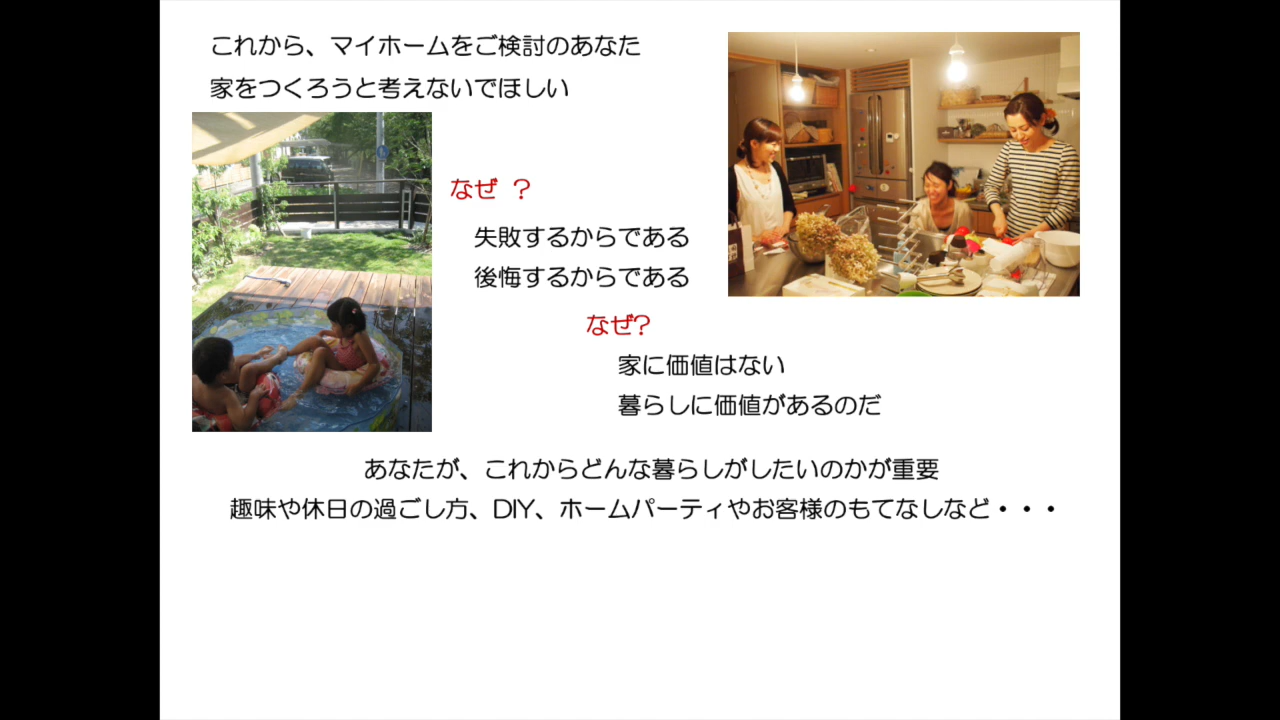 これから、マイホームをご検討のあなた
家をつくろうと考えないでほしい
なぜ ？
失敗するからである
後悔するからである
なぜ?
家に価値はない
暮らしに価値があるのだ
あなたが、これからどんな暮らしがしたいのかが重要
趣味や休日の過ごし方、DIY、ホームパーティやお客様のもてなしなど・・・